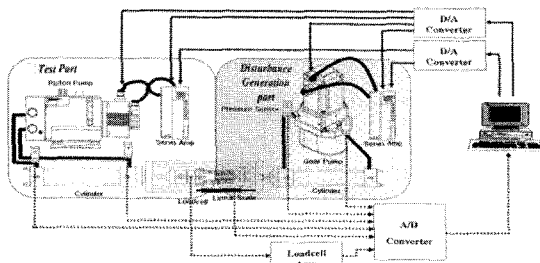 D/A
Converter
D/A
Converter
Test Part
Piston Pump
Servo Amp
Disturbance
Generation
part
Pressure Sensor
Gear Pump
Servo Amp
Cylinder
Loadcell
Linear Scale
Cylinder
A/D
Converter
Loadcell